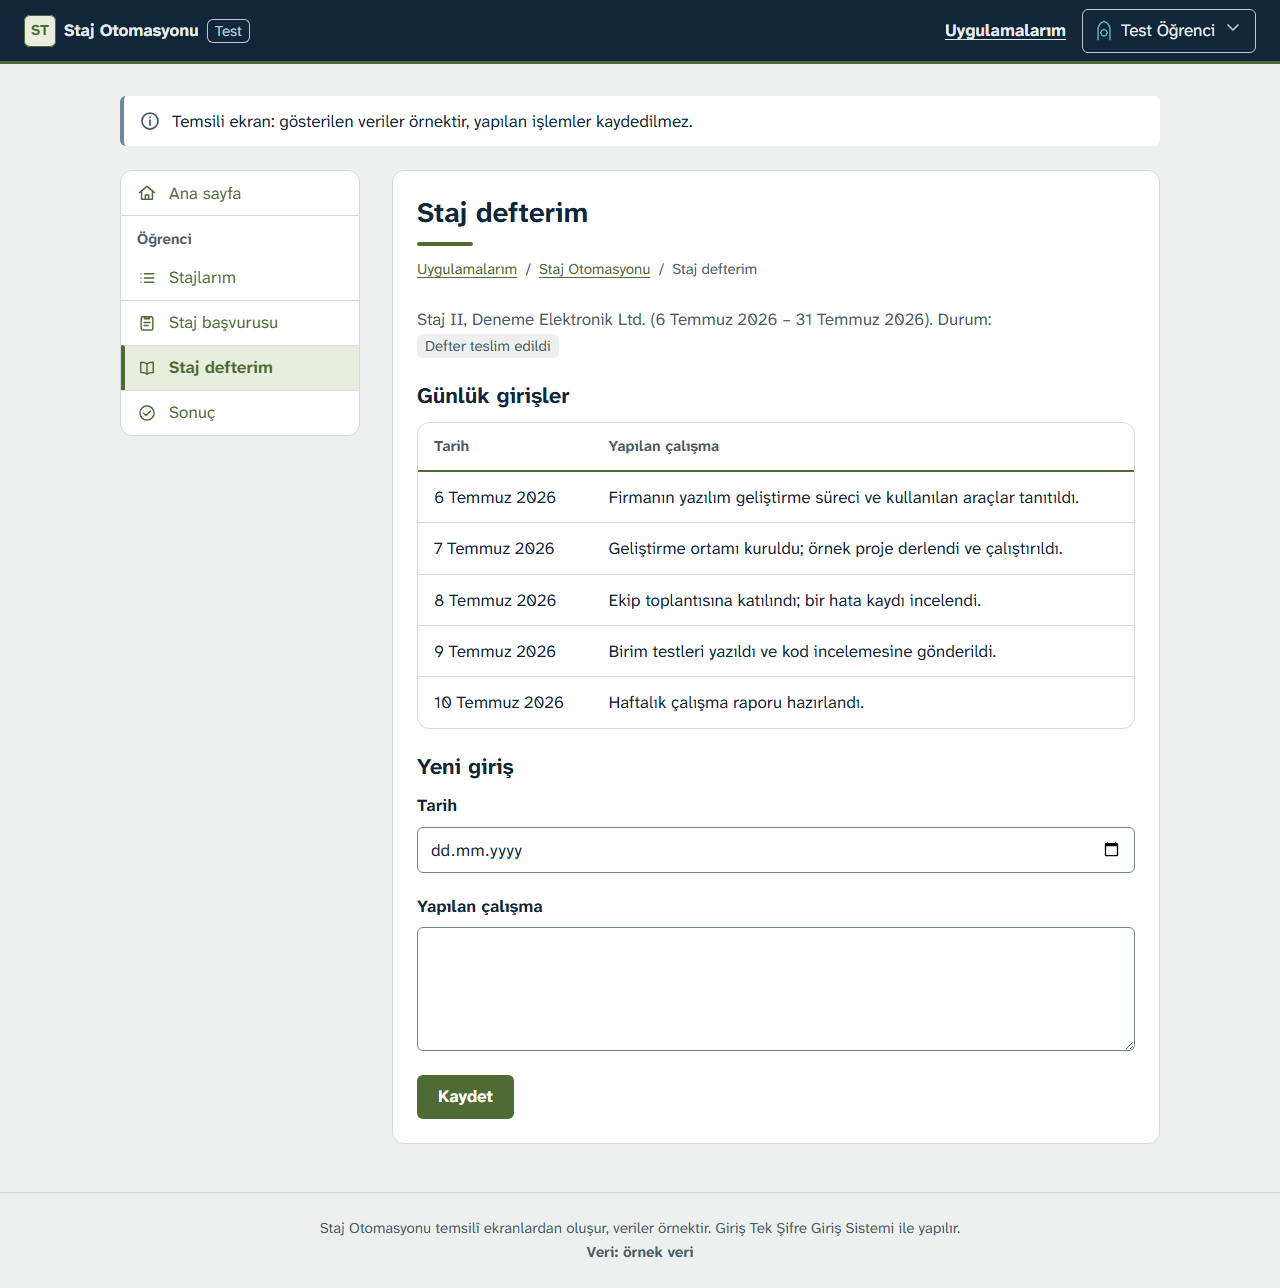 ST Staj Otomasyonu Test
Uygulamalarım Test Öğrenci
Temsili ekran: gösterilen veriler örnektir, yapılan işlemler kaydedilmez.
Ana sayfa
Öğrenci
Stajlarım
Staj başvurusu
Staj defterim
Sonuç
Staj defterim
Uygulamalarım / Staj Otomasyonu / Staj defterim
Staj II, Deneme Elektronik Ltd. (6 Temmuz 2026 – 31 Temmuz 2026). Durum:
Defter teslim edildi
Günlük girişler
Tarih Yapılan çalışma
6 Temmuz 2026 Firmanın yazılım geliştirme süreci ve kullanılan araçlar tanıtıldı.
7 Temmuz 2026 Geliştirme ortamı kuruldu; örnek proje derlendi ve çalıştırıldı.
8 Temmuz 2026 Ekip toplantısına katılındı; bir hata kaydı incelendi.
9 Temmuz 2026 Birim testleri yazıldı ve kod incelemesine gönderildi.
10 Temmuz 2026 Haftalık çalışma raporu hazırlandı.
Yeni giriş
Tarih
dd.mm.yyyy
Yapılan çalışma
Kaydet
Staj Otomasyonu temsilî ekranlardan oluşur, veriler örnektir. Giriş Tek Şifre Giriş Sistemi ile yapılır.
Veri: örnek veri